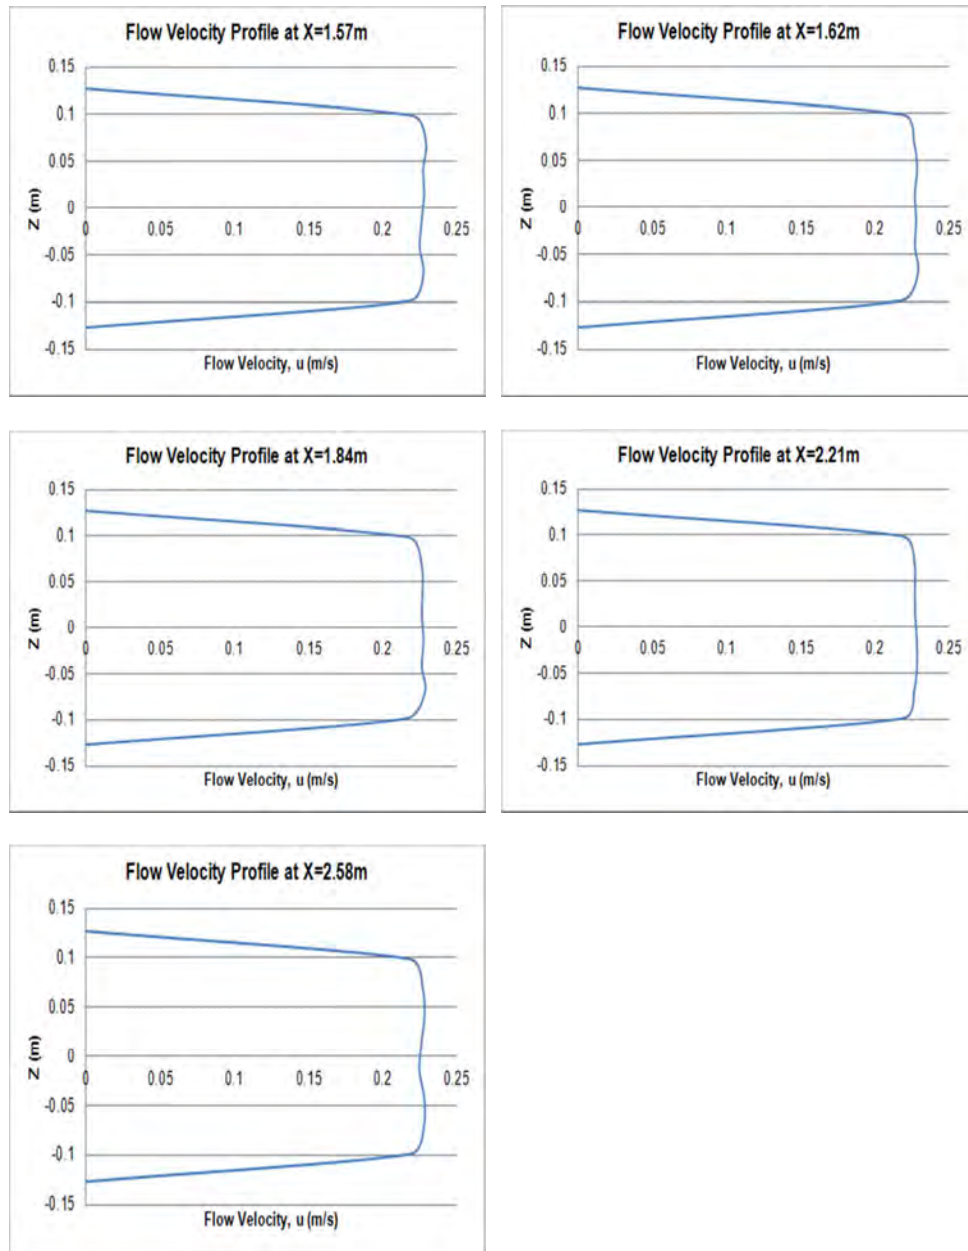 Flow Velocity Profile at X=1.57m
0.15
0.1
0.05
0
-0.05
-0.1
-0.15
0 0.05 0.1 0.15 0.2 0.25
Z (m)
Flow Velocity, u (m/s)
Flow Velocity Profile at X=1.62m
0.15
0.1
0.05
0
-0.05
-0.1
-0.15
0 0.05 0.1 0.15 0.2 0.25
Z (m)
Flow Velocity, u (m/s)
Flow Velocity Profile at X=1.84m
0.15
0.1
0.05
0
-0.05
-0.1
-0.15
0 0.05 0.1 0.15 0.2 0.25
Z (m)
Flow Velocity, u (m/s)
Flow Velocity Profile at X=2.21m
0.15
0.1
0.05
0
-0.05
-0.1
-0.15
0 0.05 0.1 0.15 0.2 0.25
Z (m)
Flow Velocity, u (m/s)
Flow Velocity Profile at X=2.58m
0.15
0.1
0.05
0
-0.05
-0.1
-0.15
0 0.05 0.1 0.15 0.2 0.25
Z (m)
Flow Velocity, u (m/s)